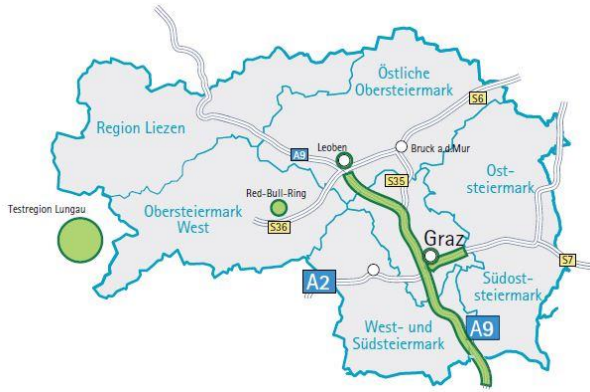 Östliche
Obersteiermark
S6
Region Liezen
A9
Leoben
Bruck a.d.Mur
S35
Ost-
steiermark
Testregion Lungau
Obersteiermark
West
Red-Bull-Ring
S36
Graz
S7
A2
Südost-
steiermark
West- und
Südsteiermark
A9